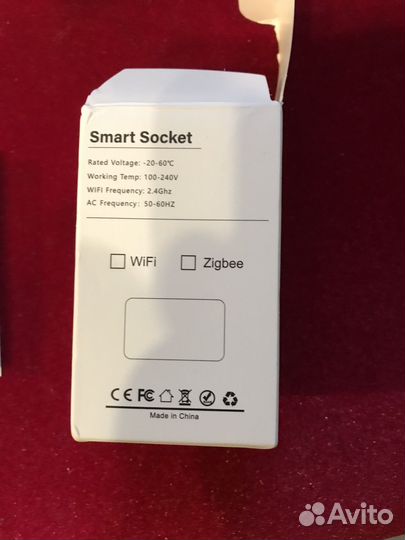 Smart Socket
Rated Voltage: -20-60℃
Working Temp: 100-240V
WIFI Frequency: 2.4Ghz
AC Frequency: 50-60HZ
WiFi Zigbee
CE FC
Made in China
Avito